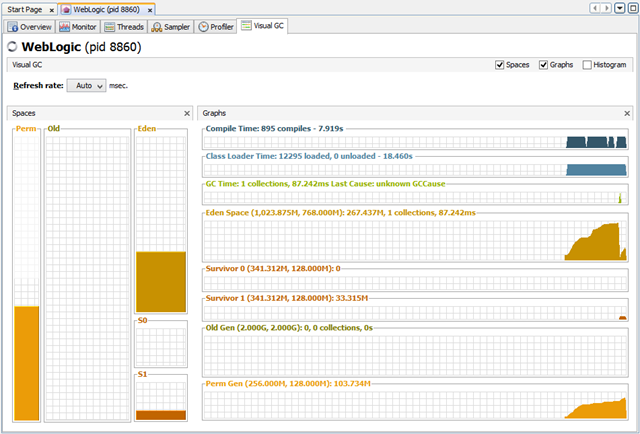 Start Page
WebLogic (pid 8860)
Overview Monitor Threads Sampler Profiler Visual GC
WebLogic (pid 8860)
Visual GC
Spaces Graphs Histogram
Refresh rate: Auto msec.
Spaces
Perm
Old
Eden
S0
S1
Graphs
Compile Time: 895 compiles - 7.919s
Class Loader Time: 12295 loaded, 0 unloaded - 18.460s
GC Time: 1 collections, 87.242ms Last Cause: unknown GCCause
Eden Space (1,023.875M, 768.000M): 267.437M, 1 collections, 87.242ms
Survivor 0 (341.312M, 128.000M): 0
Survivor 1 (341.312M, 128.000M): 33.315M
Old Gen (2.000G, 2.000G): 0, 0 collections, 0s
Perm Gen (256.000M, 128.000M): 103.734M